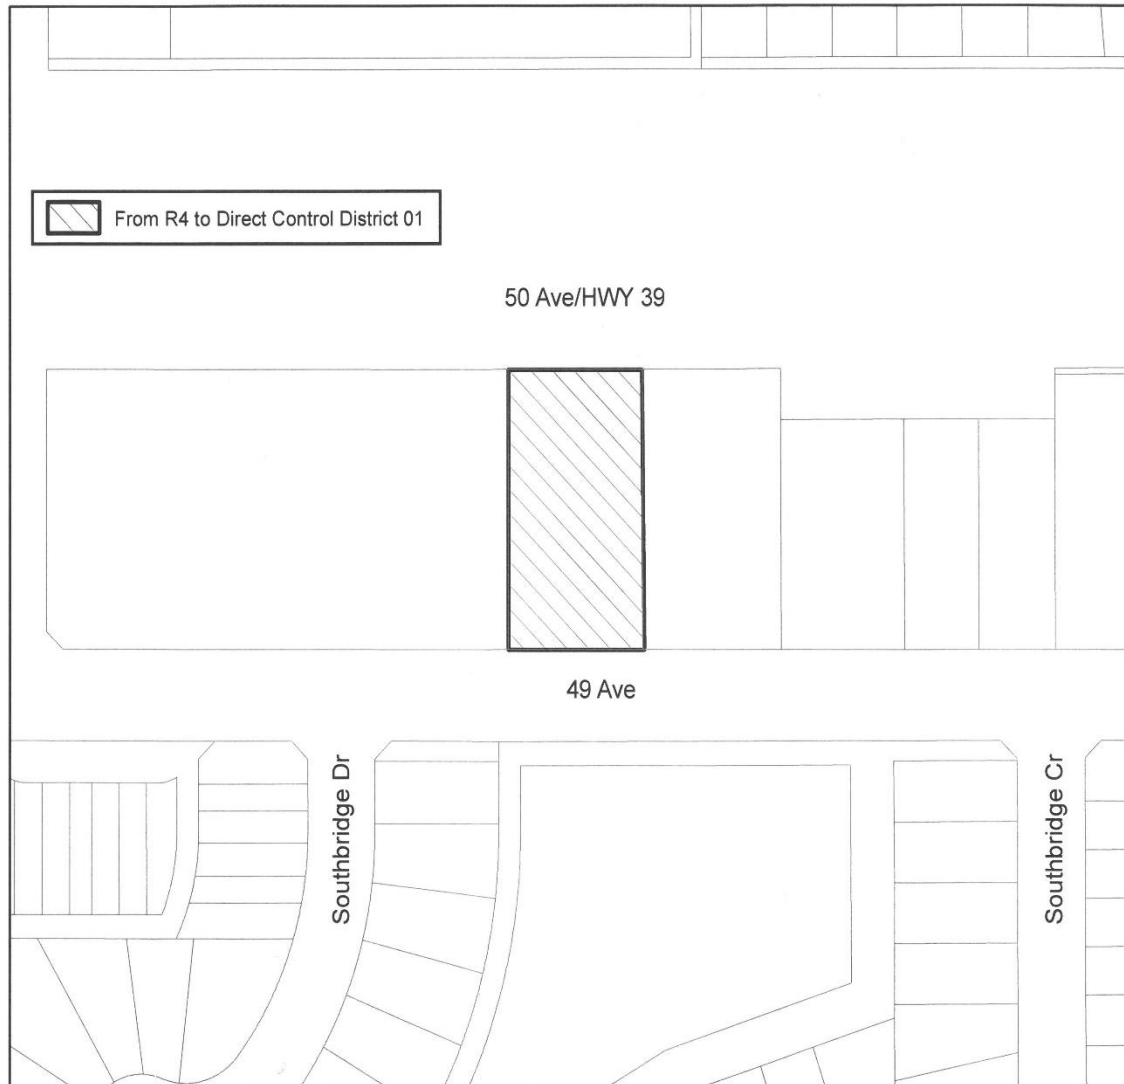 From R4 to Direct Control District 01
50 Ave/HWY 39
49 Ave
Southbridge Dr
Southbridge Cr